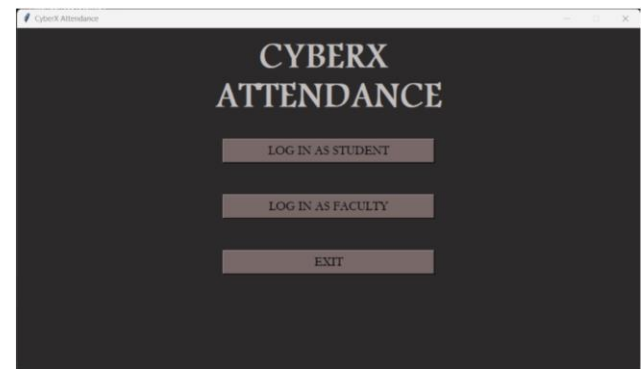 CyberX Attendance
CYBERX
ATTENDANCE
LOG IN AS STUDENT
LOG IN AS FACULTY
EXIT